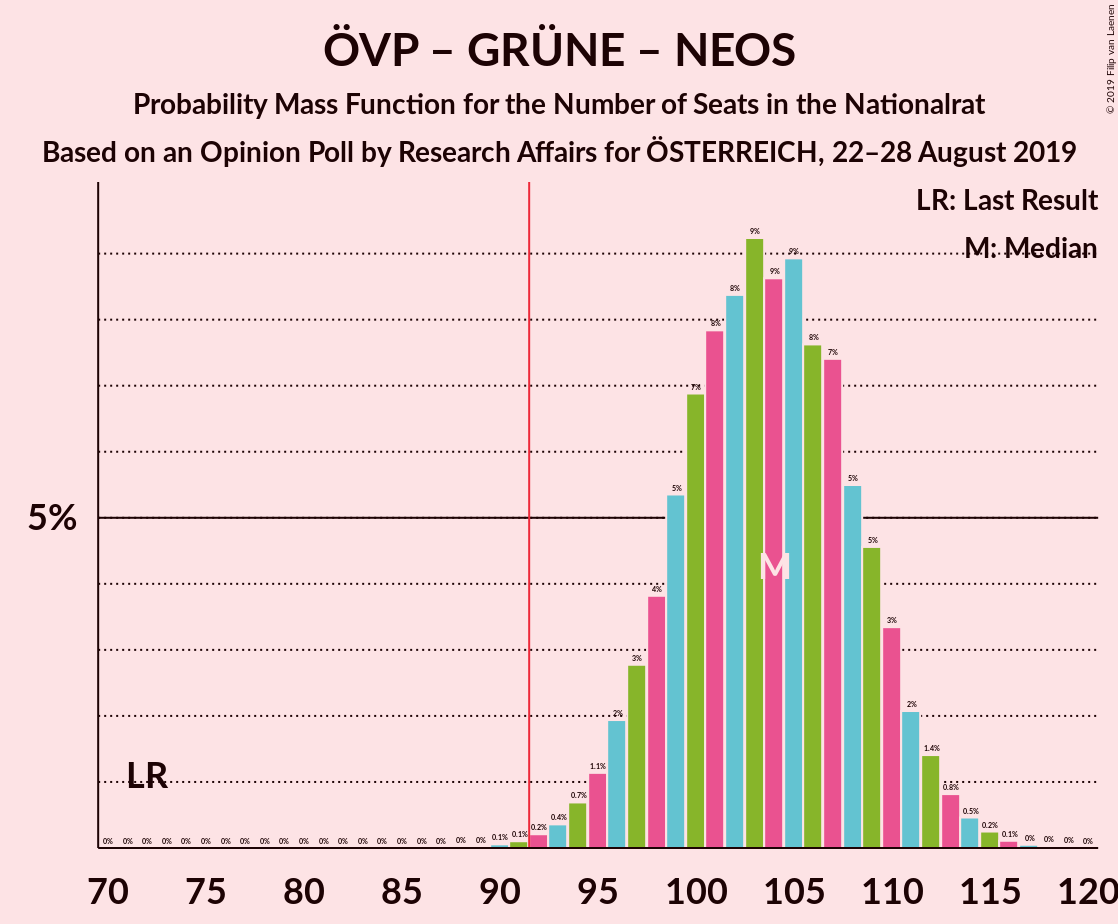 ÖVP – GRÜNE – NEOS
Probability Mass Function for the Number of Seats in the Nationalrat
Based on an Opinion Poll by Research Affairs for ÖSTERREICH, 22–28 August 2019
© 2019 Filip van Laenen
LR: Last Result
M: Median
5%
LR
M
0% 0% 0% 0% 0% 0% 0% 0% 0% 0% 0% 0% 0% 0% 0% 0% 0% 0% 0% 0% 0.1% 0.1% 0.2% 0.4% 0.7% 1.1% 2% 3% 4% 5% 7% 8% 8% 9% 9% 9% 8% 7% 5% 5% 3% 2% 1.4% 0.8% 0.5% 0.2% 0.1% 0% 0% 0% 0%
70 75 80 85 90 95 100 105 110 115 120